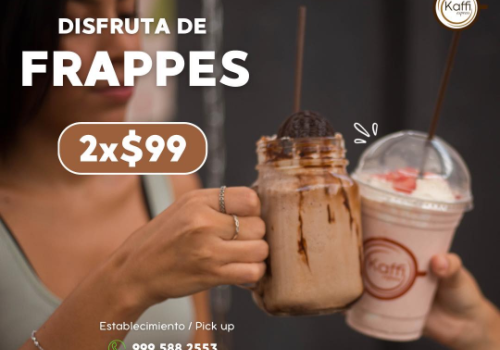 Kaffi
DISFRUTA DE
FRAPPES
2x$99
Kaffi
Establecimiento / Pick up
999 588 2553